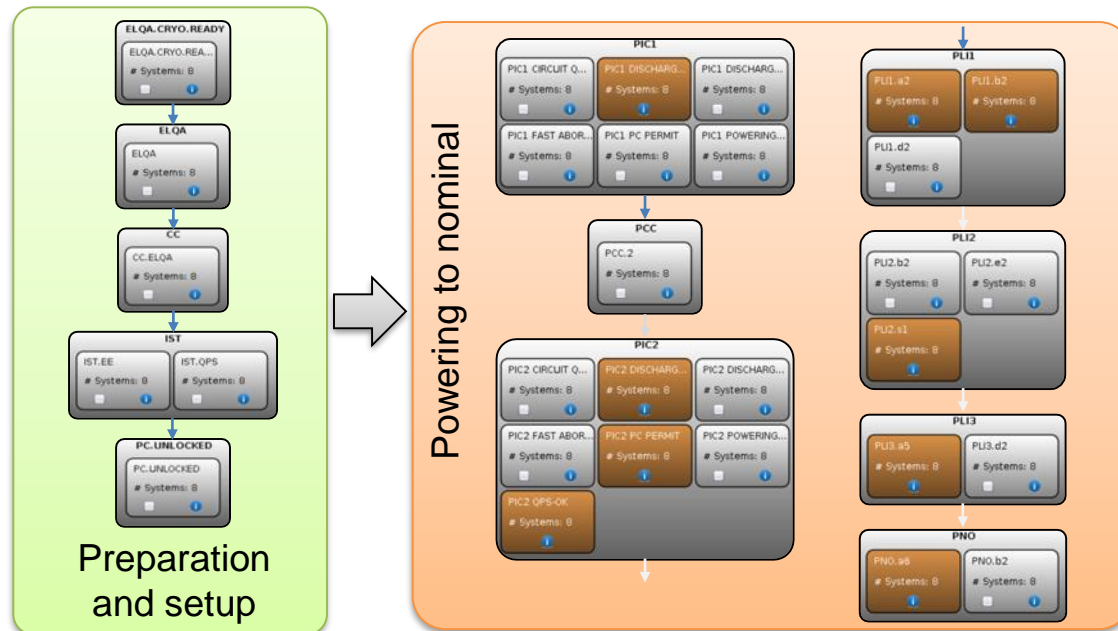 ELQA.CRYO.READY
ELQA.CRYO.REA...
# Systems: 8
ELQA
ELQA
# Systems: 8
CC
CC.ELQA
# Systems: 8
IST
IST.EE
# Systems: 8
IST.QPS
# Systems: 8
PC.UNLOCKED
PC.UNLOCKED
# Systems: 8
Preparation
and setup
Powering to nominal
PIC1
PIC1 CIRCUIT Q...
# Systems: 8
PIC1 DISCHARG...
# Systems: 8
PIC1 DISCHARG...
# Systems: 8
PIC1 FAST ABOR...
# Systems: 8
PIC1 PC PERMIT
# Systems: 8
PIC1 POWERING...
# Systems: 8
PCC
PCC.2
# Systems: 8
PIC2
PIC2 CIRCUIT Q...
# Systems: 8
PIC2 DISCHARG...
# Systems: 8
PIC2 DISCHARG...
# Systems: 8
PIC2 FAST ABOR...
# Systems: 8
PIC2 PC PERMIT
# Systems: 8
PIC2 POWERING...
# Systems: 8
PIC2 QPS-OK
# Systems: 8
PLI1
PLI1.a2
# Systems: 8
PLI1.b2
# Systems: 8
PLI1.d2
# Systems: 8
PLI2
PLI2.b2
# Systems: 8
PLI2.e2
# Systems: 8
PLI2.s1
# Systems: 8
PLI3
PLI3.a5
# Systems: 8
PLI3.d2
# Systems: 8
PNO
PNO.a6
# Systems: 8
PNO.b2
# Systems: 8